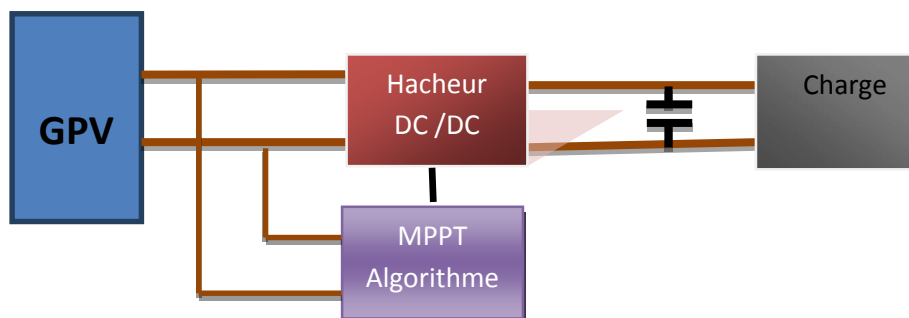 GPV
Hacheur
DC /DC
Charge
MPPT
Algorithme